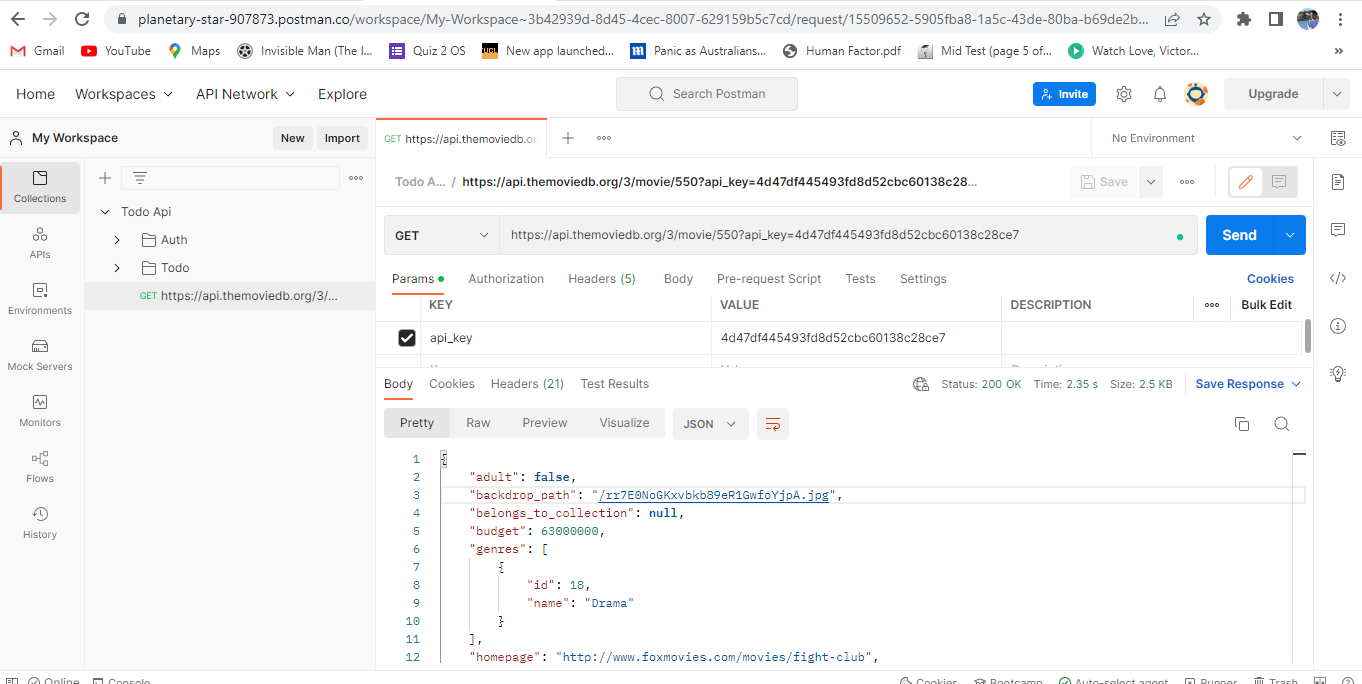 planetary-star-907873.postman.co/workspace/My-Workspace~3b42939d-8d45-4cec-8007-629159b5c7cd/request/15509652-5905fba8-1a5c-43de-80ba-b69de2b...
Gmail YouTube Maps Invisible Man (The I... Quiz 2 OS New app launched... Panic as Australians... Human Factor.pdf Mid Test (page 5 of... Watch Love, Victor... »
Home Workspaces API Network Explore Search Postman Invite Upgrade
My Workspace New Import GET https://api.themoviedb.or No Environment
Collections
APIs
Environments
Mock Servers
Monitors
Flows
History
Todo Api
Auth
Todo
GET https://api.themoviedb.org/3/...
Todo A... / https://api.themoviedb.org/3/movie/550?api_key=4d47df445493fd8d52cbc60138c28... Save
GET https://api.themoviedb.org/3/movie/550?api_key=4d47df445493fd8d52cbc60138c28ce7 Send
Params Authorization Headers (5) Body Pre-request Script Tests Settings Cookies
KEY VALUE DESCRIPTION Bulk Edit
api_key 4d47df445493fd8d52cbc60138c28ce7
Body Cookies Headers (21) Test Results Status: 200 OK Time: 2.35 s Size: 2.5 KB Save Response
Pretty Raw Preview Visualize JSON
1 {
2 "adult": false,
3 "backdrop_path": "/rr7E0NoGKxvbkb89eR1GwfoYjpA.jpg",
4 "belongs_to_collection": null,
5 "budget": 63000000,
6 "genres": [
7 {
8 "id": 18,
9 "name": "Drama"
10 }
11 ],
12 "homepage": "http://www.foxmovies.com/movies/fight-club",
Online Console Cookies Bootcamp Auto-select agent Runner Trash